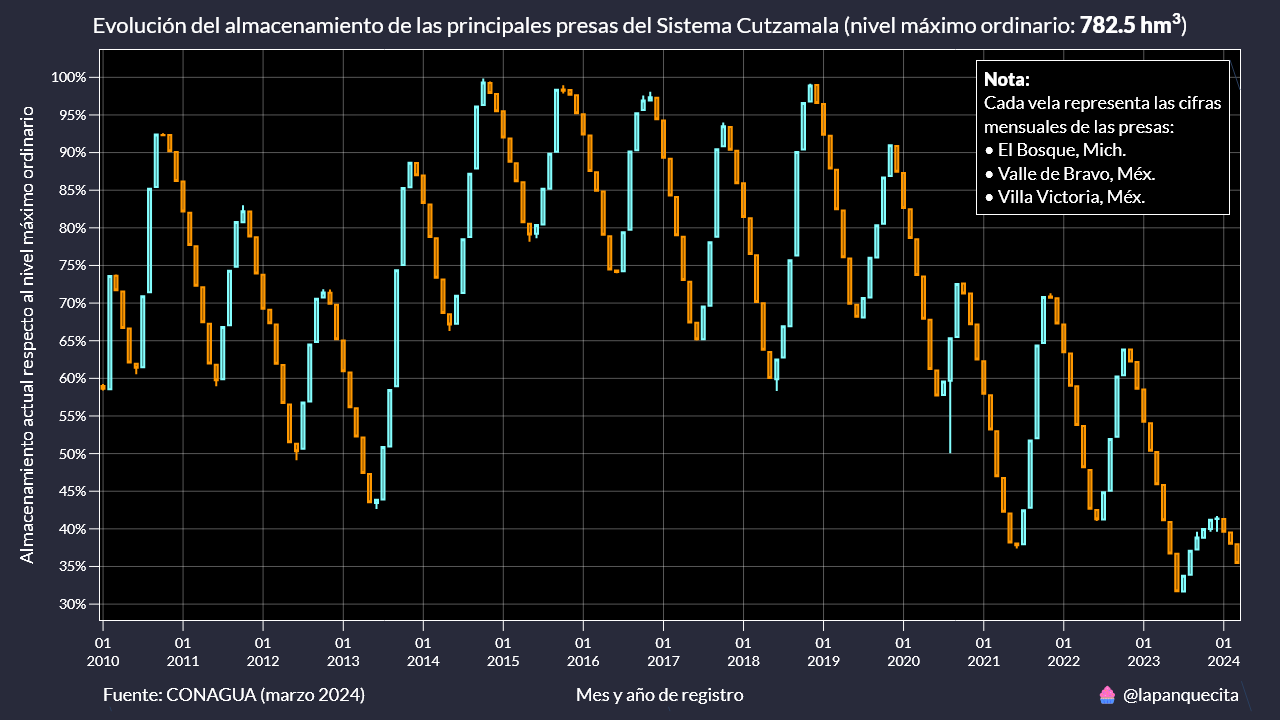 Evolución del almacenamiento de las principales presas del Sistema Cutzamala (nivel máximo ordinario: 782.5 hm³)
Almacenamiento actual respecto al nivel máximo ordinario
100%
95%
90%
85%
80%
75%
70%
65%
60%
55%
50%
45%
40%
35%
30%
Nota:
Cada vela representa las cifras
mensuales de las presas:
• El Bosque, Mich.
• Valle de Bravo, Méx.
• Villa Victoria, Méx.
01 01 01 01 01 01 01 01 01 01 01 01 01 01 01
2010 2011 2012 2013 2014 2015 2016 2017 2018 2019 2020 2021 2022 2023 2024
Fuente: CONAGUA (marzo 2024) Mes y año de registro @lapanquecita